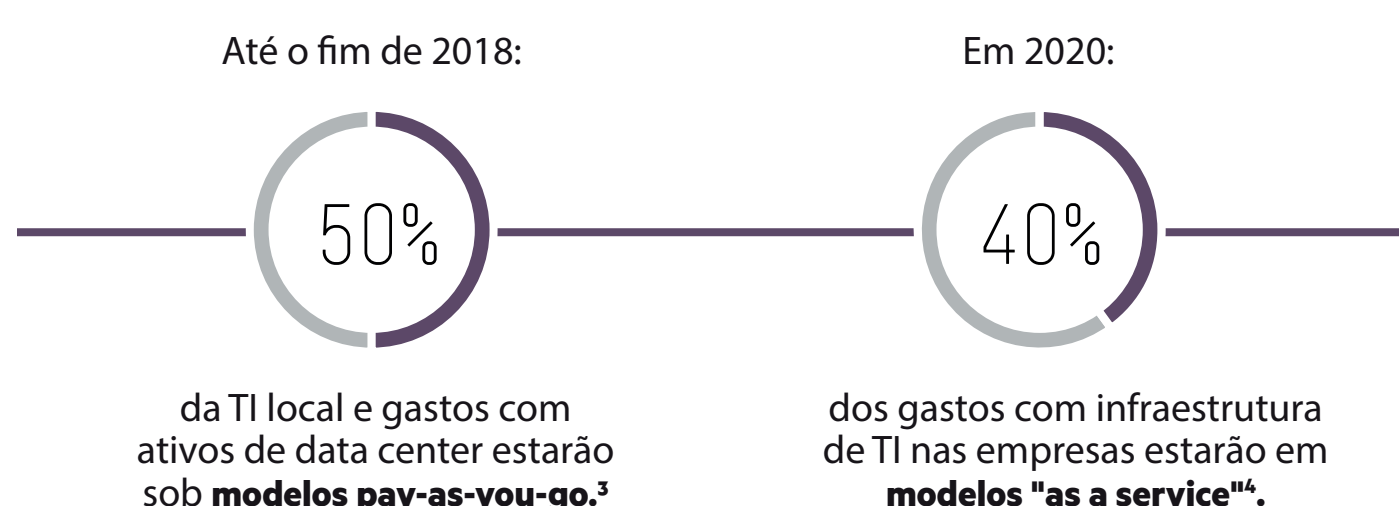 Até o fim de 2018:
50%
da TI local e gastos com
ativos de data center estarão
sob modelos pay-as-you-go.³
Em 2020:
40%
dos gastos com infraestrutura
de TI nas empresas estarão em
modelos "as a service"⁴.